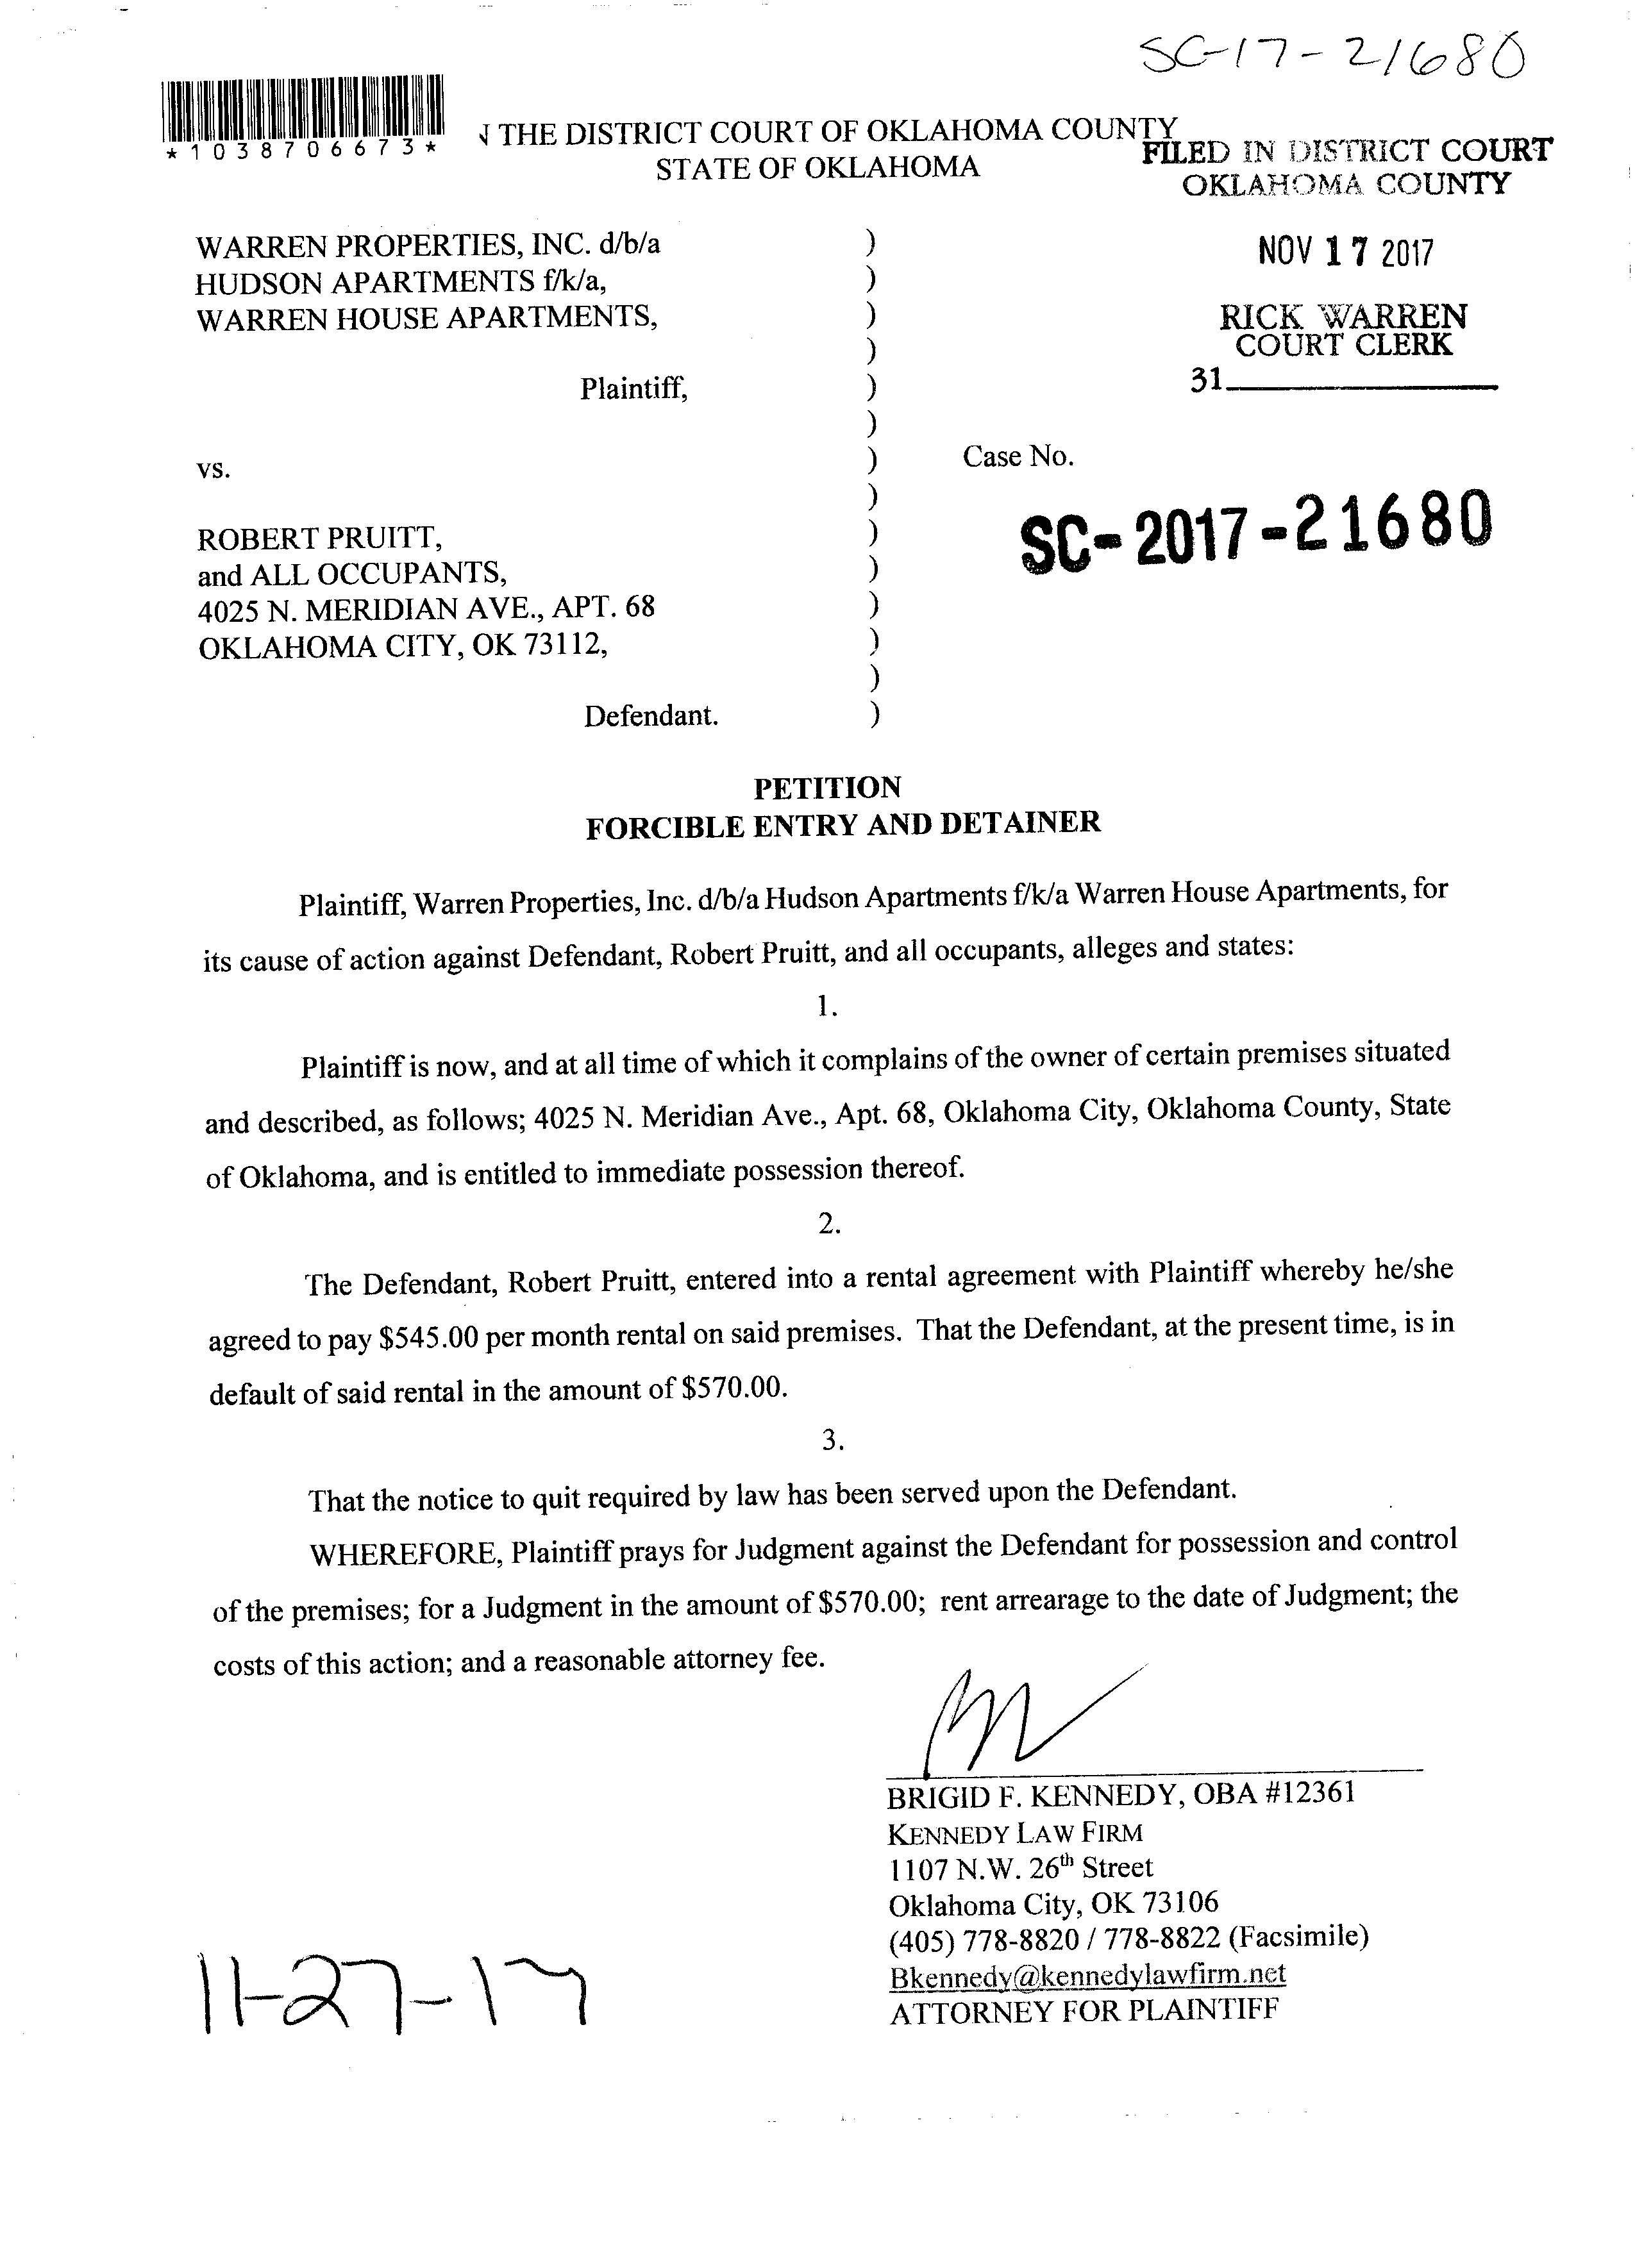 SC-17-21680
*1038706673*
THE DISTRICT COURT OF OKLAHOMA COUNTY
STATE OF OKLAHOMA
FILED IN DISTRICT COURT
OKLAHOMA COUNTY
NOV 17 2017
RICK WARREN
COURT CLERK
31
WARREN PROPERTIES, INC. d/b/a )
HUDSON APARTMENTS f/k/a, )
WARREN HOUSE APARTMENTS, )
)
Plaintiff, )
)
vs. ) Case No.
)
SC-2017-21680
ROBERT PRUITT, )
and ALL OCCUPANTS, )
4025 N. MERIDIAN AVE., APT. 68 )
OKLAHOMA CITY, OK 73112, )
)
Defendant. )
PETITION
FORCIBLE ENTRY AND DETAINER
Plaintiff, Warren Properties, Inc. d/b/a Hudson Apartments f/k/a Warren House Apartments, for
its cause of action against Defendant, Robert Pruitt, and all occupants, alleges and states:
1.
Plaintiff is now, and at all time of which it complains of the owner of certain premises situated
and described, as follows; 4025 N. Meridian Ave., Apt. 68, Oklahoma City, Oklahoma County, State
of Oklahoma, and is entitled to immediate possession thereof.
2.
The Defendant, Robert Pruitt, entered into a rental agreement with Plaintiff whereby he/she
agreed to pay $545.00 per month rental on said premises. That the Defendant, at the present time, is in
default of said rental in the amount of $570.00.
3.
That the notice to quit required by law has been served upon the Defendant.
WHEREFORE, Plaintiff prays for Judgment against the Defendant for possession and control
of the premises; for a Judgment in the amount of $570.00; rent arrearage to the date of Judgment; the
costs of this action; and a reasonable attorney fee.
BRIGID F. KENNEDY, OBA #12361
KENNEDY LAW FIRM
1107 N.W. 26th Street
Oklahoma City, OK 73106
(405) 778-8820 / 778-8822 (Facsimile)
Bkennedy@kennedylawfirm.net
ATTORNEY FOR PLAINTIFF
11-27-17